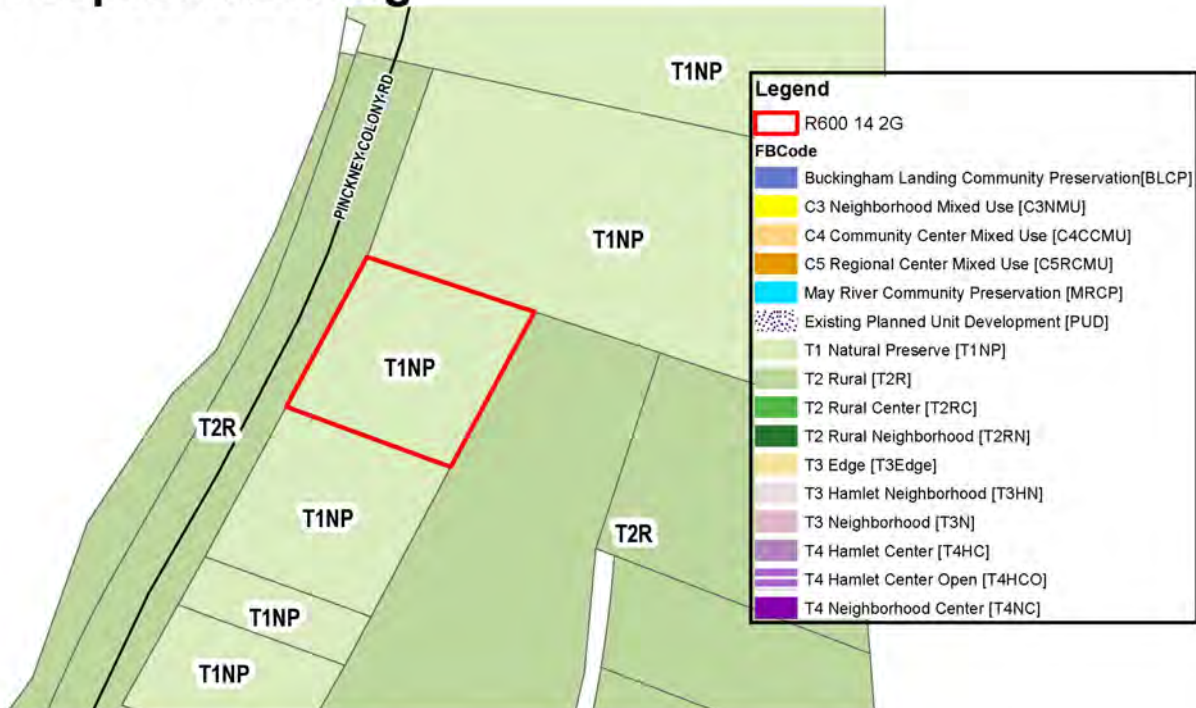 T1NP
PINCKNEY COLONY RD
T1NP
T1NP
T2R
T1NP
T2R
T1NP
T1NP
Legend
R600 14 2G
FBCode
Buckingham Landing Community Preservation[BLCP]
C3 Neighborhood Mixed Use [C3NMU]
C4 Community Center Mixed Use [C4CCMU]
C5 Regional Center Mixed Use [C5RCMU]
May River Community Preservation [MRCP]
Existing Planned Unit Development [PUD]
T1 Natural Preserve [T1NP]
T2 Rural [T2R]
T2 Rural Center [T2RC]
T2 Rural Neighborhood [T2RN]
T3 Edge [T3Edge]
T3 Hamlet Neighborhood [T3HN]
T3 Neighborhood [T3N]
T4 Hamlet Center [T4HC]
T4 Hamlet Center Open [T4HCO]
T4 Neighborhood Center [T4NC]